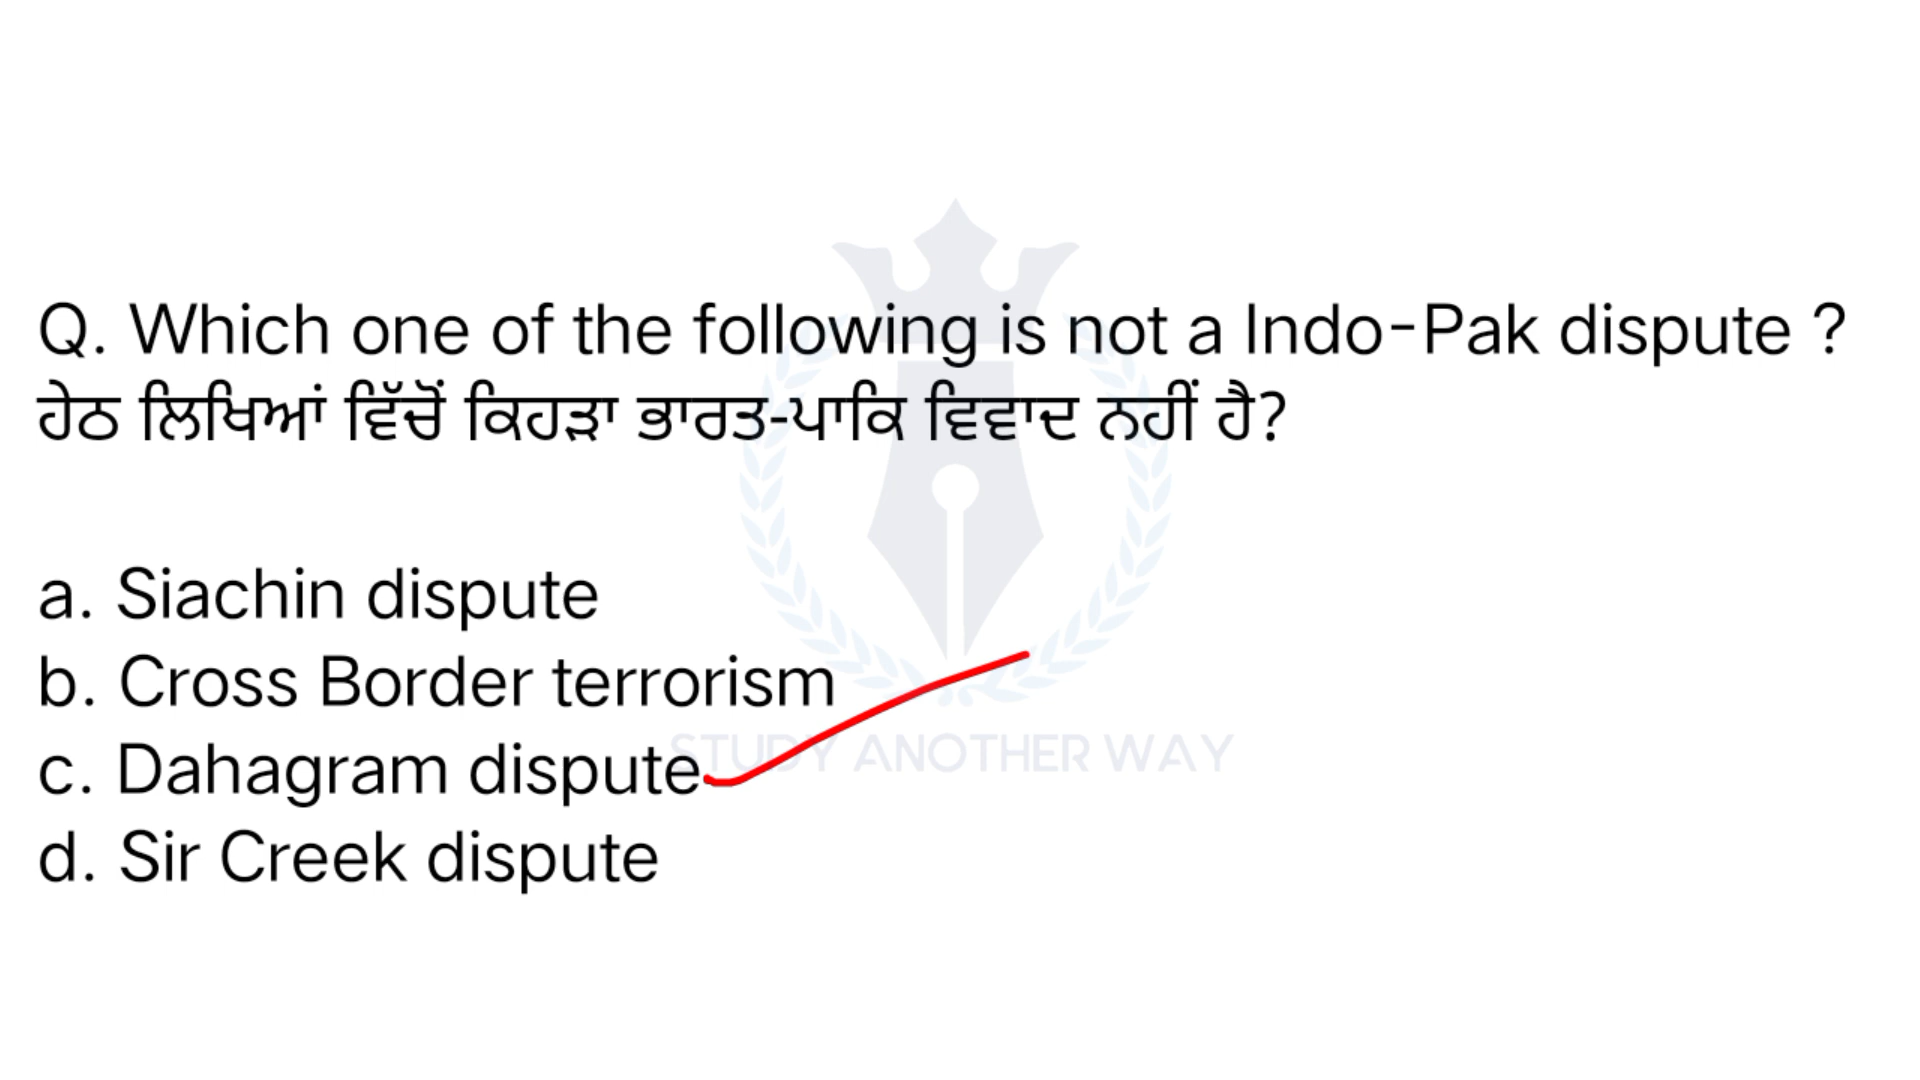 Q. Which one of the following is not a Indo-Pak dispute ?
ਹੇਠ ਲਿਖਿਆਂ ਵਿੱਚੋਂ ਕਿਹੜਾ ਭਾਰਤ-ਪਾਕਿ ਵਿਵਾਦ ਨਹੀਂ ਹੈ?
a. Siachin dispute
b. Cross Border terrorism
c. Dahagram dispute
STUDY ANOTHER WAY
d. Sir Creek dispute